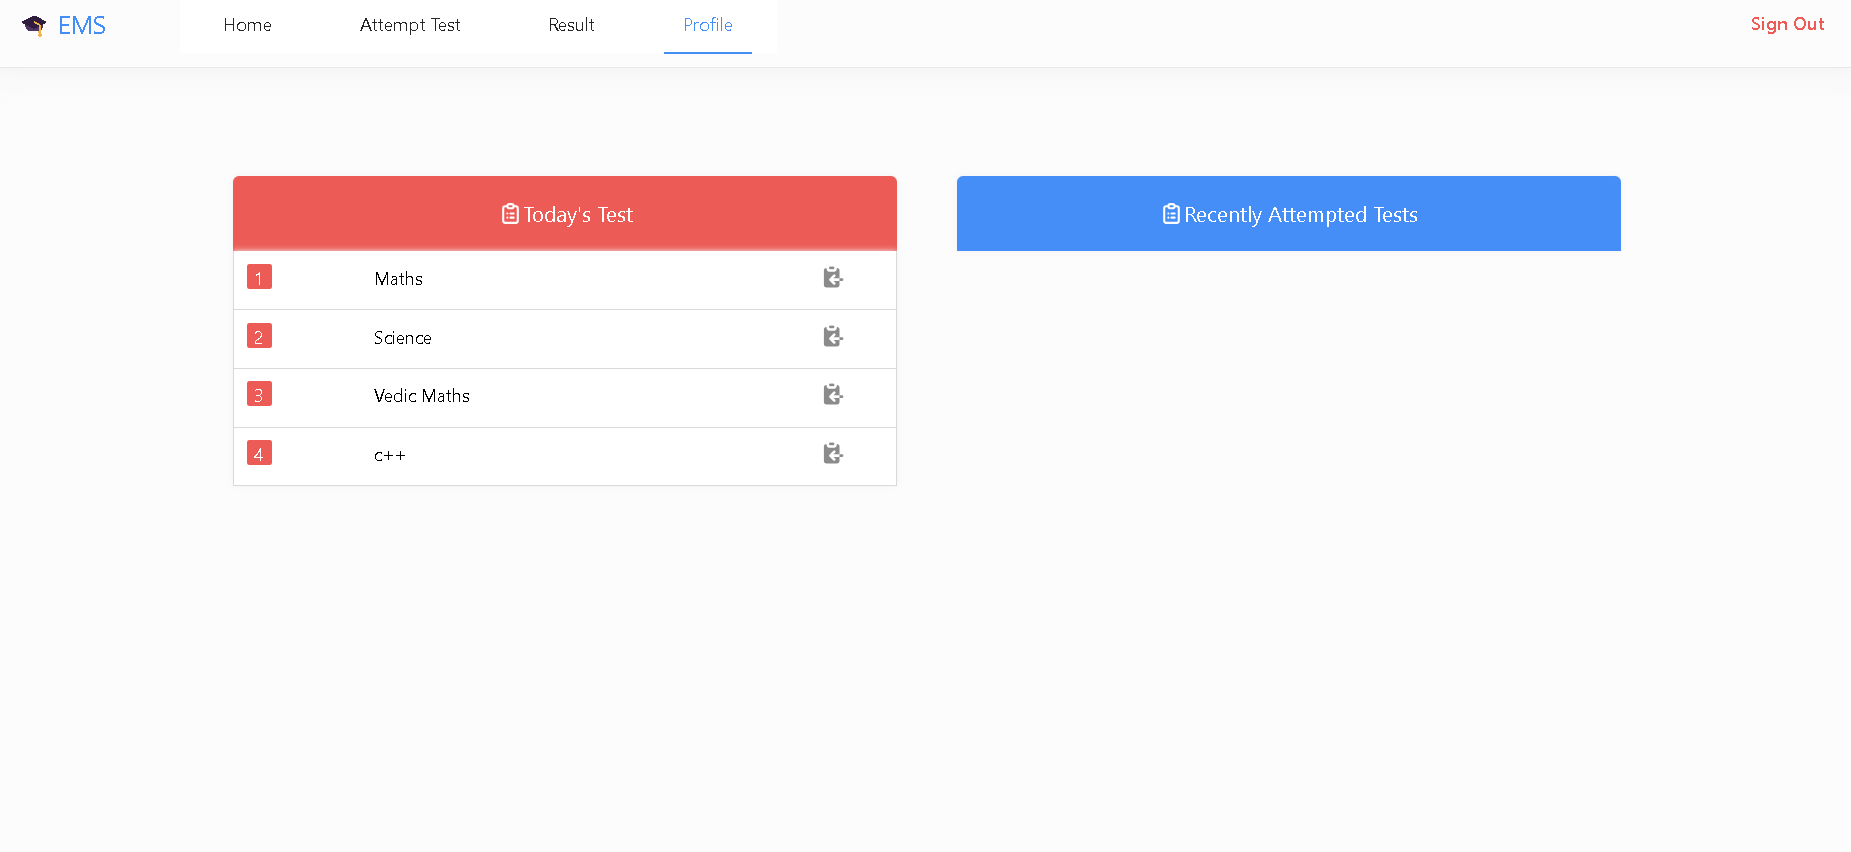 EMS Home Attempt Test Result Profile Sign Out
Today's Test
1 Maths
2 Science
3 Vedic Maths
4 c++
Recently Attempted Tests